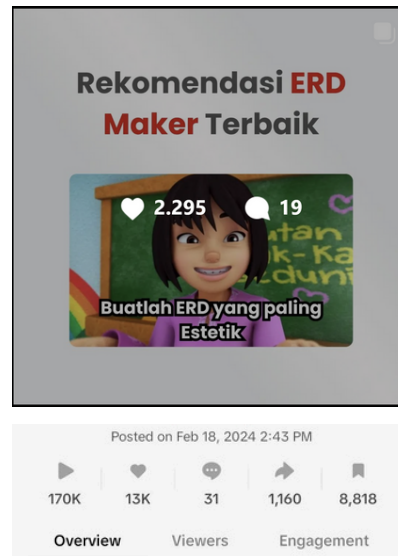 Rekomendasi ERD
Maker Terbaik
2.295 19
Buatlah ERD yang paling
Estetik
Posted on Feb 18, 2024 2:43 PM
170K 13K 31 1,160 8,818
Overview Viewers Engagement